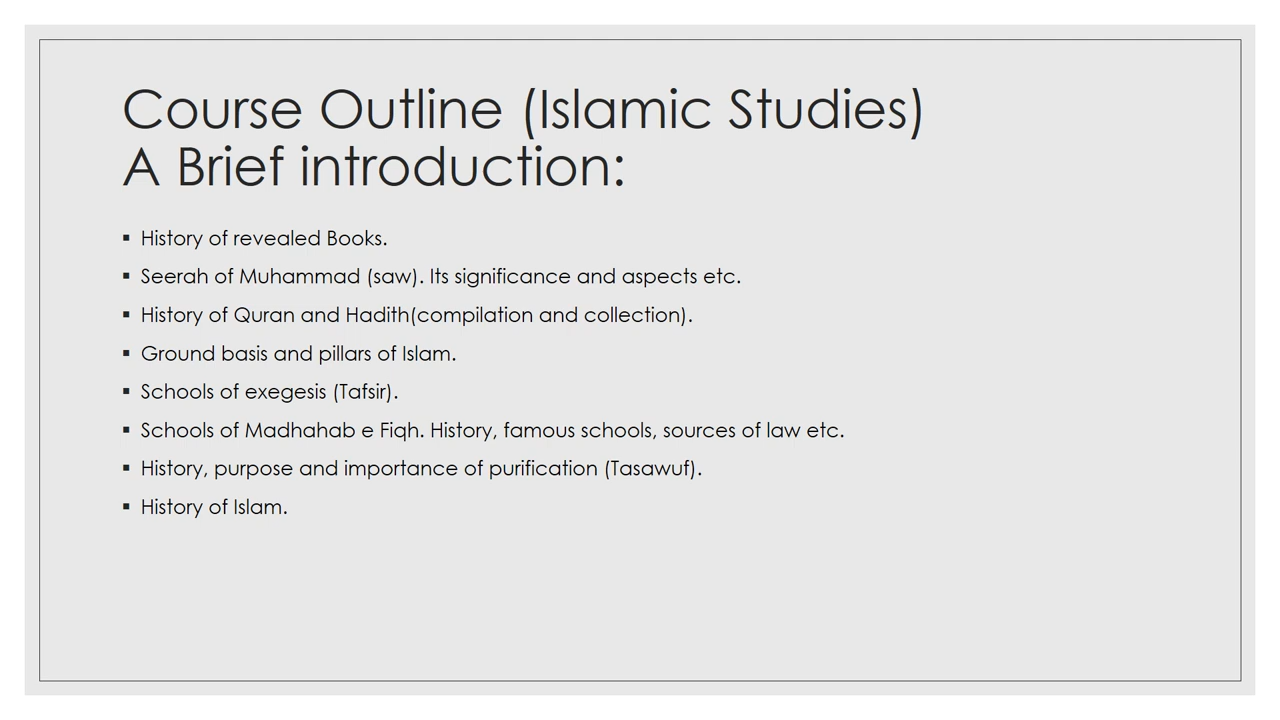 Course Outline (Islamic Studies)
A Brief introduction:
▪ History of revealed Books.
▪ Seerah of Muhammad (saw). Its significance and aspects etc.
▪ History of Quran and Hadith(compilation and collection).
▪ Ground basis and pillars of Islam.
▪ Schools of exegesis (Tafsir).
▪ Schools of Madhahab e Fiqh. History, famous schools, sources of law etc.
▪ History, purpose and importance of purification (Tasawuf).
▪ History of Islam.